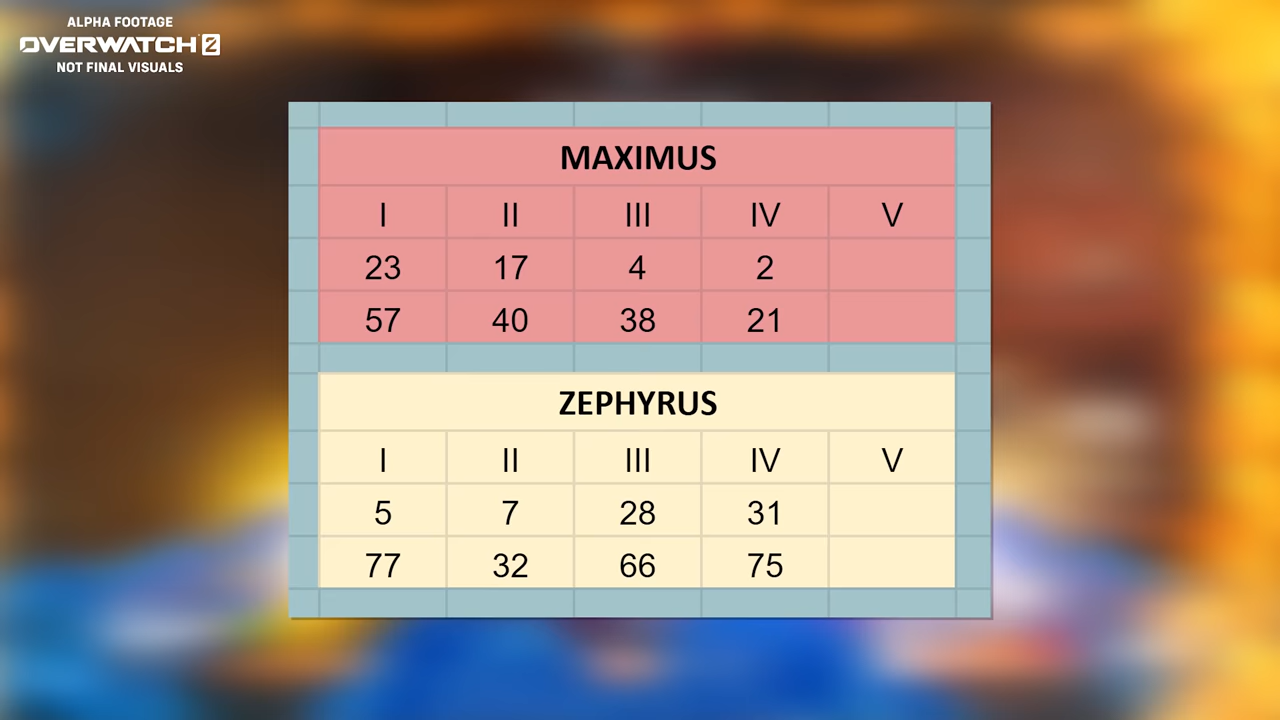 ALPHA FOOTAGE
OVERWATCH 2
NOT FINAL VISUALS
MAXIMUS
I II III IV V
23 17 4 2
57 40 38 21
ZEPHYRUS
I II III IV V
5 7 28 31
77 32 66 75